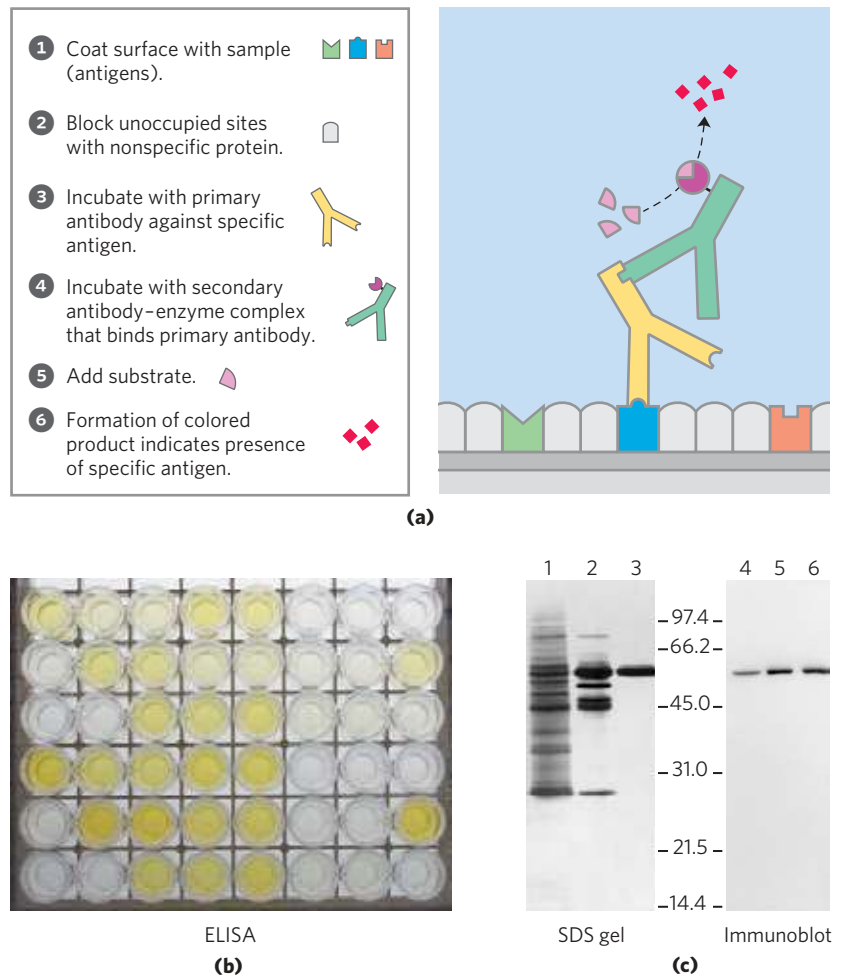 1 Coat surface with sample
(antigens).
2 Block unoccupied sites
with nonspecific protein.
3 Incubate with primary
antibody against specific
antigen.
4 Incubate with secondary
antibody–enzyme complex
that binds primary antibody.
5 Add substrate.
6 Formation of colored
product indicates presence
of specific antigen.
(a)
1 2 3
4 5 6
97.4
66.2
45.0
31.0
21.5
14.4
ELISA
(b)
SDS gel
Immunoblot
(c)